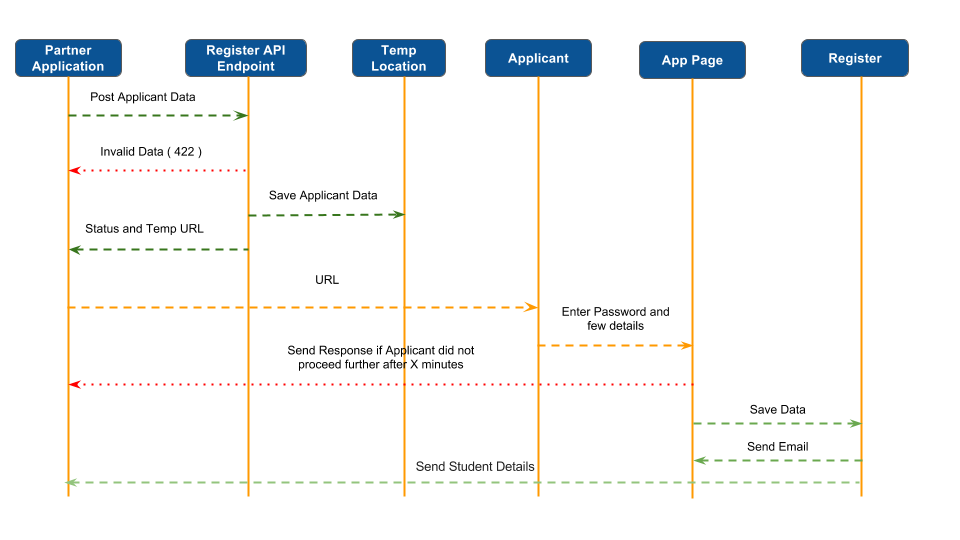 Partner
Application
Register API
Endpoint
Temp
Location
Applicant
App Page
Register
Post Applicant Data
Invalid Data ( 422 )
Save Applicant Data
Status and Temp URL
URL
Enter Password and
few details
Send Response if Applicant did not
proceed further after X minutes
Save Data
Send Email
Send Student Details